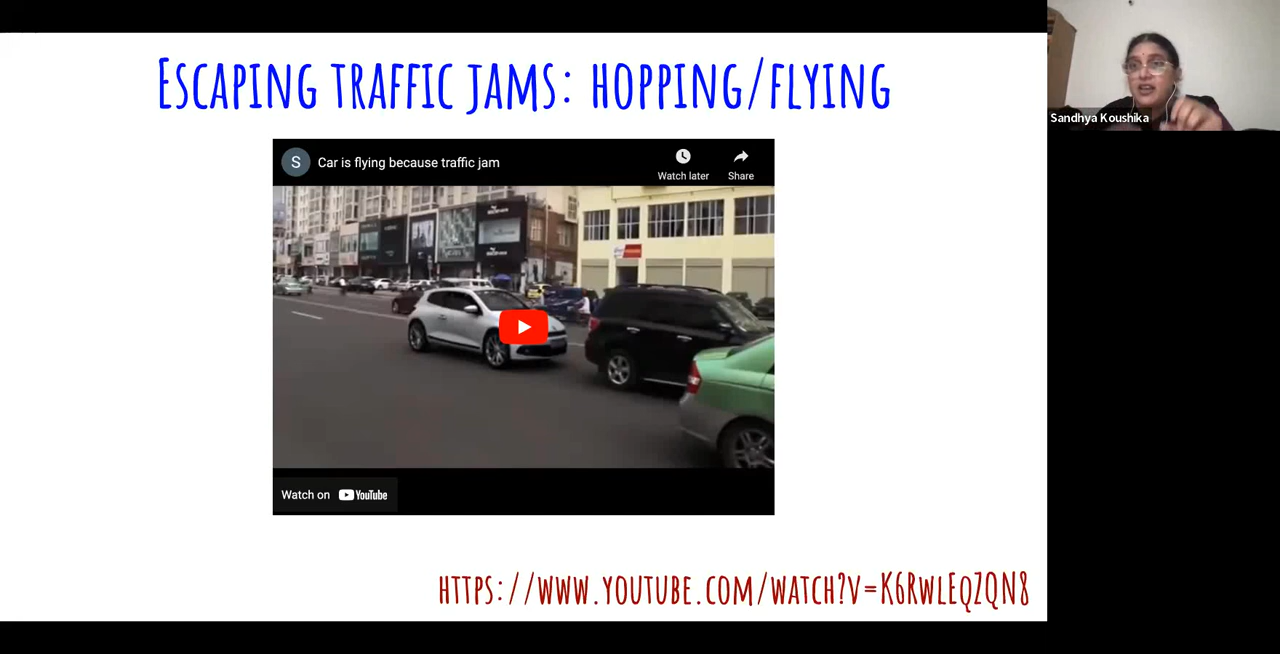 Escaping traffic jams: hopping/flying
S
Car is flying because traffic jam
Watch later
Share
Watch on YouTube
https://www.youtube.com/watch?v=K6RwlEqZQN8
Sandhya Koushika